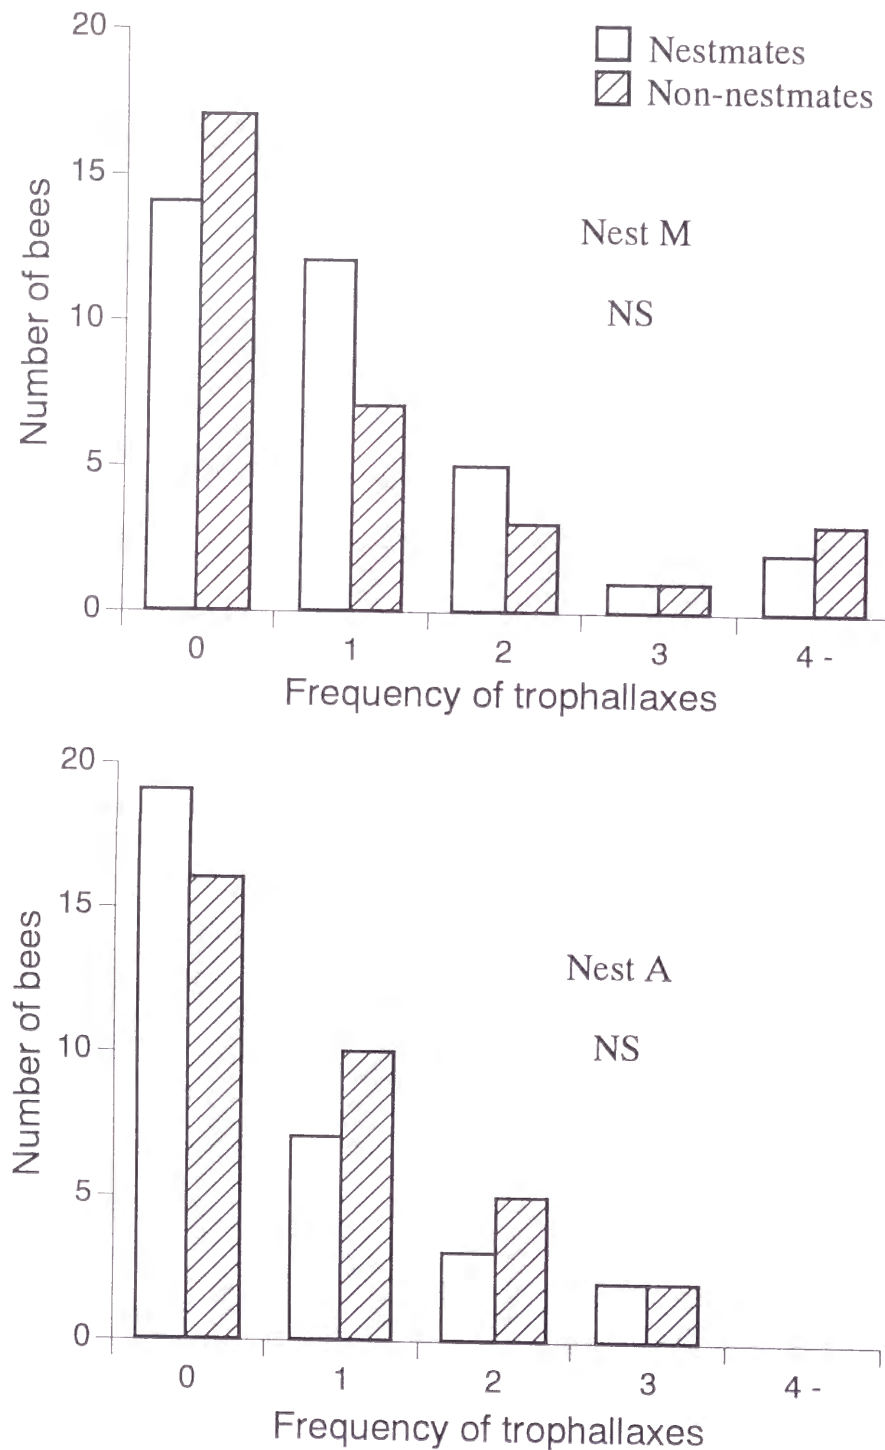 20
15
10
5
0
Number of bees
Nestmates
Non-nestmates
Nest M
NS
0 1 2 3 4 -
Frequency of trophallaxes
20
15
10
5
0
Number of bees
Nest A
NS
0 1 2 3 4 -
Frequency of trophallaxes